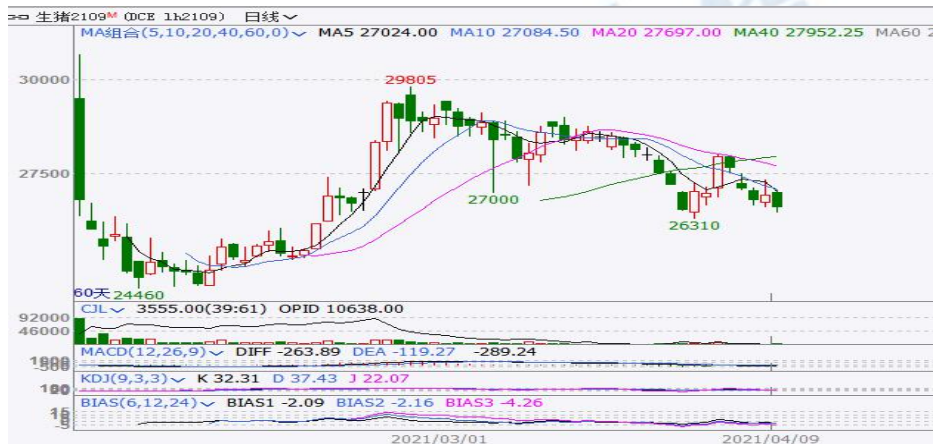 生猪2109M (DCE lh2109) 日线
MA组合(5,10,20,40,60,0) MA5 27024.00 MA10 27084.50 MA20 27697.00 MA40 27952.25 MA60 2
30000
29805
27500
27000
26310
60天 24460
CJL 3555.00(39:61) OPID 10638.00
92000
46000
MACD(12,26,9) DIFF -263.89 DEA -119.27 -289.24
-500
KDJ(9,3,3) K 32.31 D 37.43 J 22.07
BIAS(6,12,24) BIAS1 -2.09 BIAS2 -2.16 BIAS3 -4.26
15
2021/03/01 2021/04/09